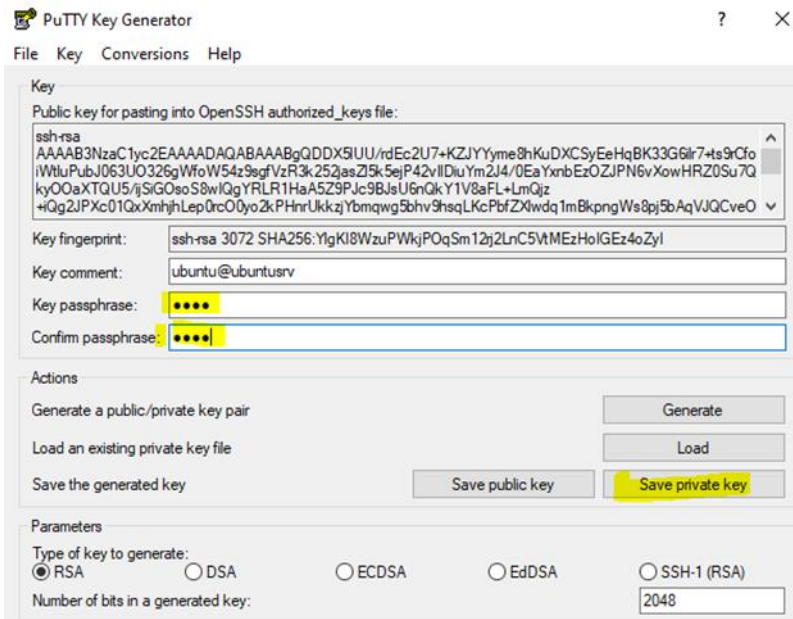 PuTTY Key Generator
File Key Conversions Help
Key
Public key for pasting into OpenSSH authorized_keys file:
ssh-rsa
AAAAB3NzaC1yc2EAAAADAQABAAABgQDDX5IUU/rdEc2U7+KZJYYyme8hKuDXCSyEeHqBK33G6ilr7+ts9rCfo
iWtluPubJ063UO326gWfoW54z9sgfVzR3k252jasZl5k5ejP42vIlDiuYm2J4/0EaYxnbEzOZJPN6vXowHRZ0Su7Q
kyOOaXTQU5/ijSiGOsoS8wIQgYRLR1HaA5Z9PJc9BJsU6nQkY1V8aFL+LmQjz
+iQg2JPXc01QxXmhjhLep0rcO0yo2kPHnrUkkzjYbmqwg5bhv9hsqLKcPbfZXlwdq1mBkpngWs8pj5bAqVJQCveO
Key fingerprint: ssh-rsa 3072 SHA256:YlgKl8WzuPWkjPOqSm12rj2LnC5VtMEzHolGEz4oZyI
Key comment: ubuntu@ubuntusrv
Key passphrase:
Confirm passphrase:
Actions
Generate a public/private key pair Generate
Load an existing private key file Load
Save the generated key Save public key Save private key
Parameters
Type of key to generate:
RSA DSA ECDSA EdDSA SSH-1 (RSA)
Number of bits in a generated key: 2048